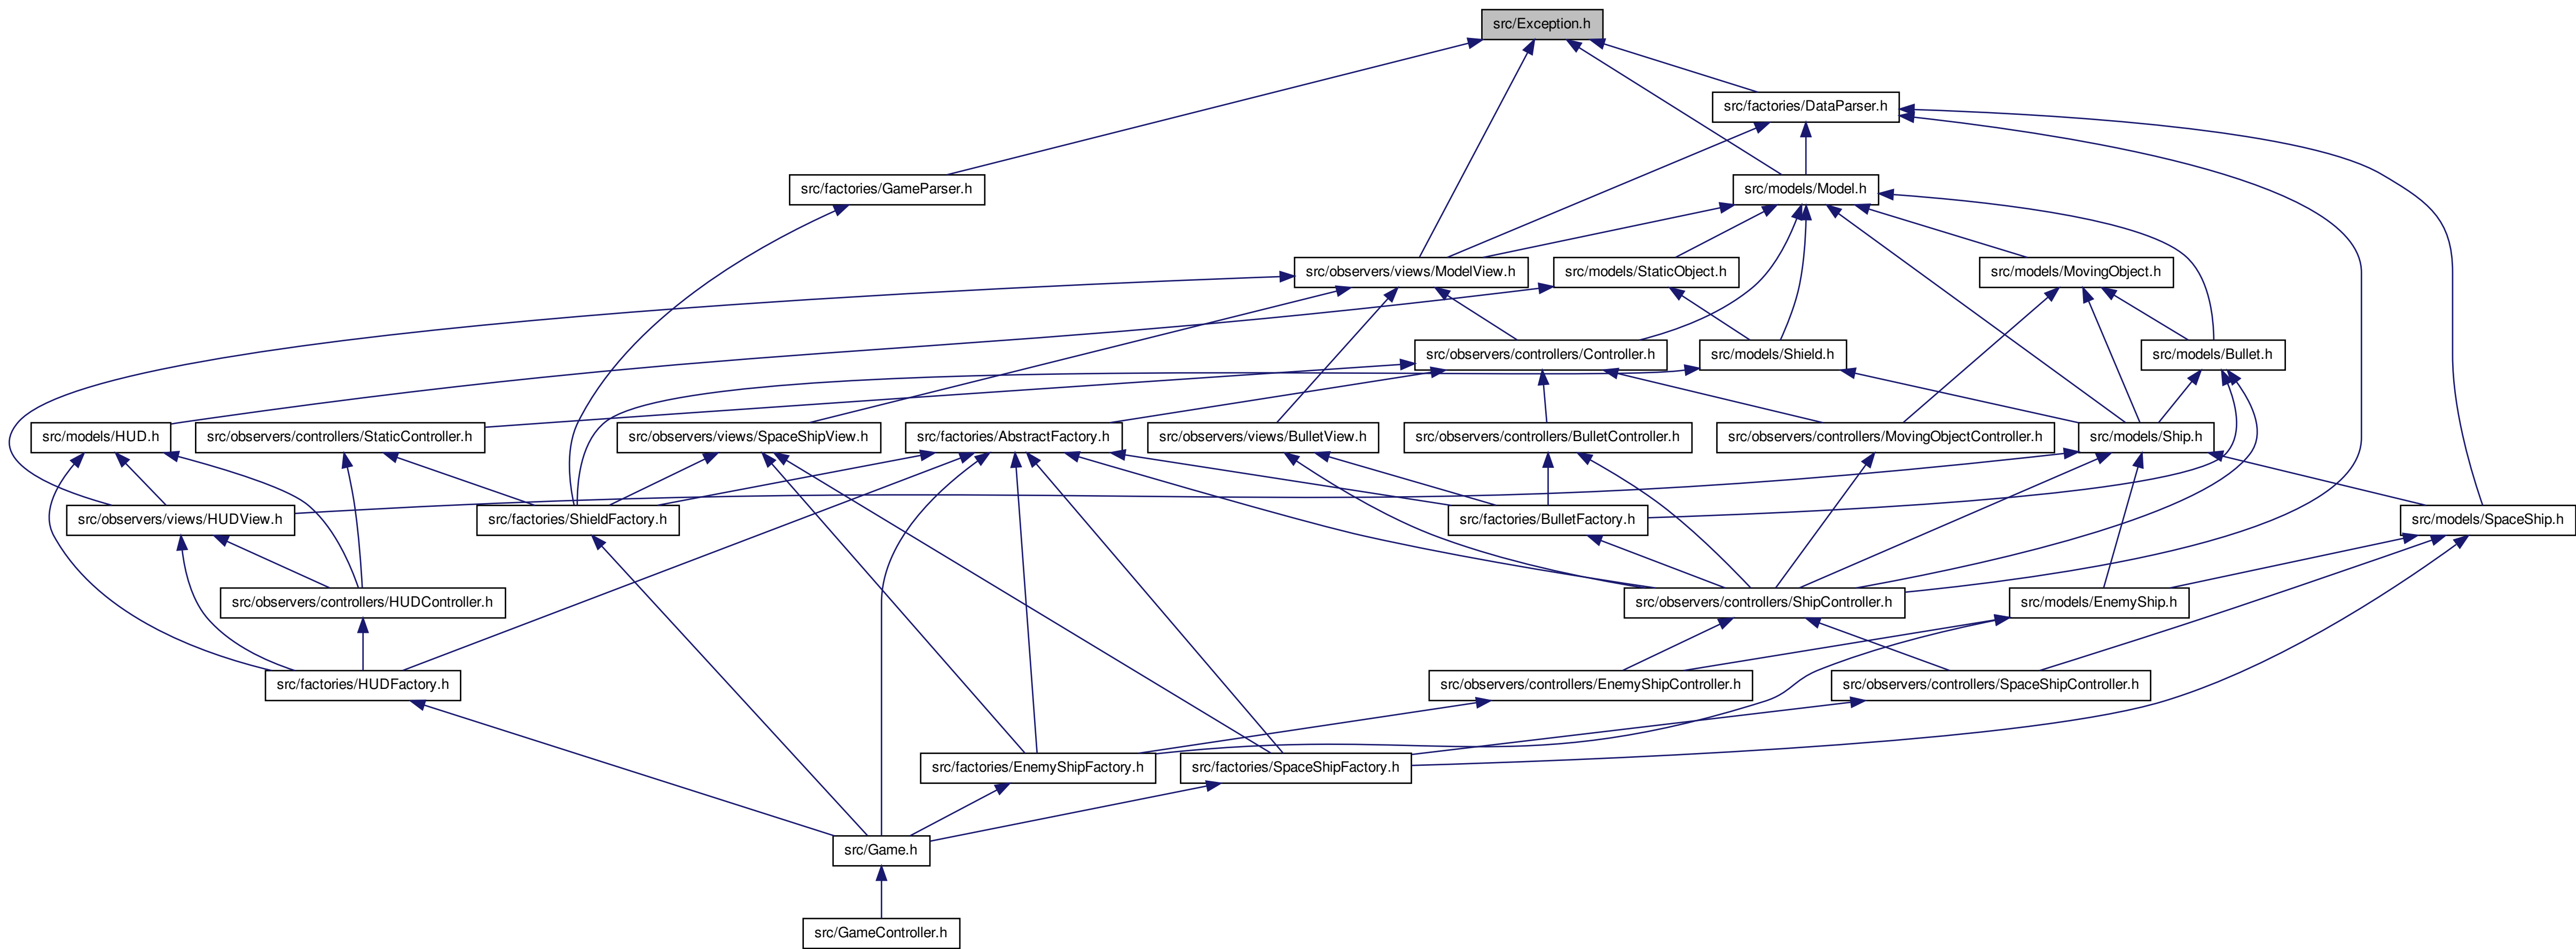 src/Exception.h
src/factories/DataParser.h
src/factories/GameParser.h
src/models/Model.h
src/observers/views/ModelView.h
src/models/StaticObject.h
src/models/MovingObject.h
src/observers/controllers/Controller.h
src/models/Shield.h
src/models/Bullet.h
src/models/HUD.h
src/observers/controllers/StaticController.h
src/observers/views/SpaceShipView.h
src/factories/AbstractFactory.h
src/observers/views/BulletView.h
src/observers/controllers/BulletController.h
src/observers/controllers/MovingObjectController.h
src/models/Ship.h
src/observers/views/HUDView.h
src/factories/ShieldFactory.h
src/factories/BulletFactory.h
src/models/SpaceShip.h
src/observers/controllers/HUDController.h
src/observers/controllers/ShipController.h
src/models/EnemyShip.h
src/factories/HUDFactory.h
src/observers/controllers/EnemyShipController.h
src/observers/controllers/SpaceShipController.h
src/factories/EnemyShipFactory.h
src/factories/SpaceShipFactory.h
src/Game.h
src/GameController.h